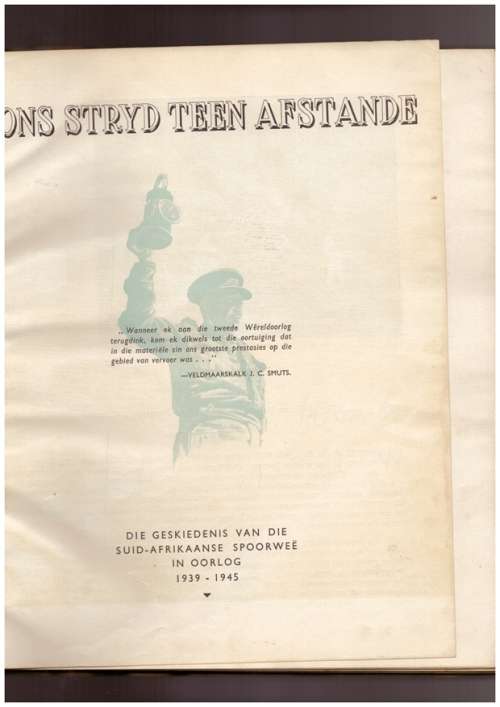 ONS STRYD TEEN AFSTANDE
„Wanneer ek aan die tweede Wêreldoorlog
terugdink, kom ek dikwels tot die oortuiging dat
in die materiële sin ons grootste prestasies op die
gebied van vervoer was . . .”
—VELDMAARSKALK J. C. SMUTS.
DIE GESKIEDENIS VAN DIE
SUID-AFRIKAANSE SPOORWEË
IN OORLOG
1939 - 1945